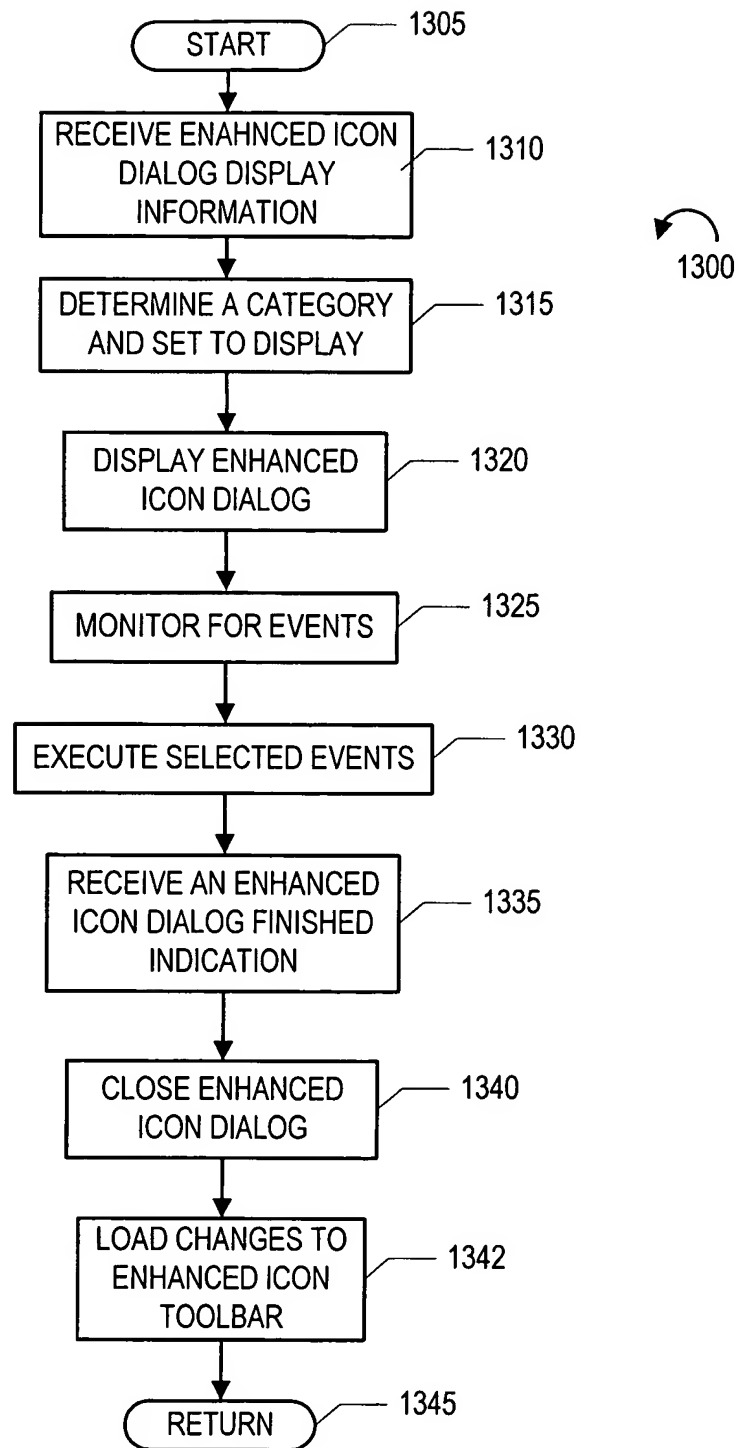 START
1305
RECEIVE ENAHNCED ICON
DIALOG DISPLAY
INFORMATION
1310
1300
DETERMINE A CATEGORY
AND SET TO DISPLAY
1315
DISPLAY ENHANCED
ICON DIALOG
1320
MONITOR FOR EVENTS
1325
EXECUTE SELECTED EVENTS
1330
RECEIVE AN ENHANCED
ICON DIALOG FINISHED
INDICATION
1335
CLOSE ENHANCED
ICON DIALOG
1340
LOAD CHANGES TO
ENHANCED ICON
TOOLBAR
1342
RETURN
1345